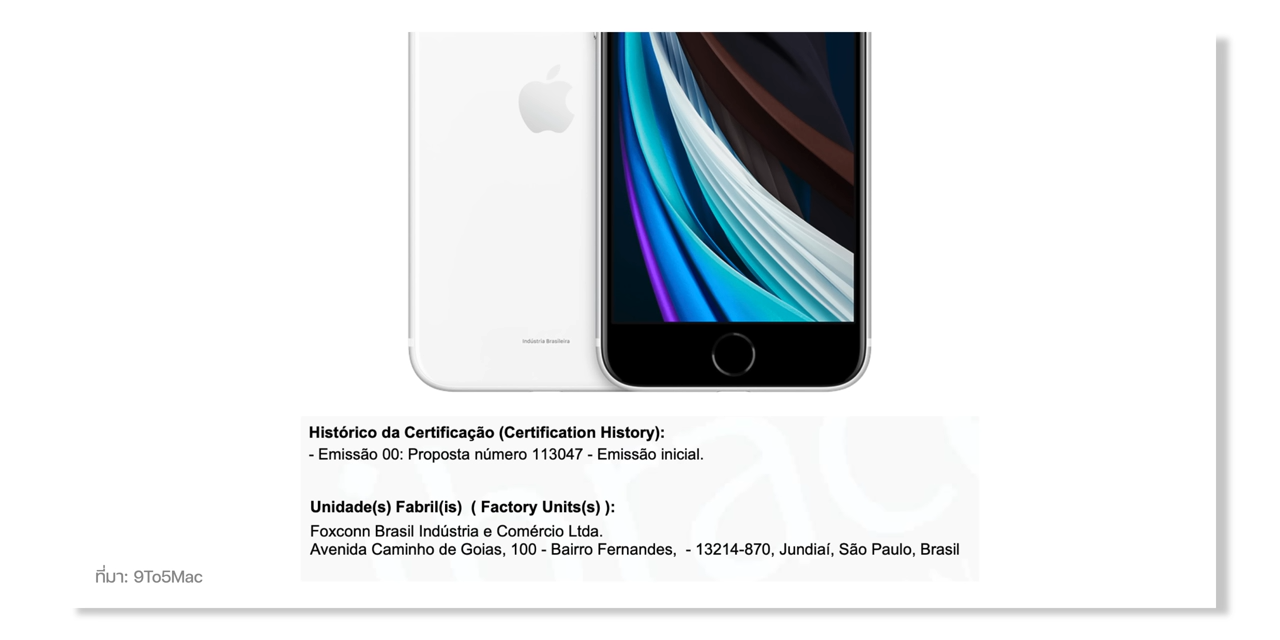 Indústria Brasileira
Histórico da Certificação (Certification History):
- Emissão 00: Proposta número 113047 - Emissão inicial.
Unidade(s) Fabril(is) ( Factory Units(s) ):
Foxconn Brasil Indústria e Comércio Ltda.
Avenida Caminho de Goias, 100 - Bairro Fernandes, - 13214-870, Jundiaí, São Paulo, Brasil
ที่มา: 9To5Mac